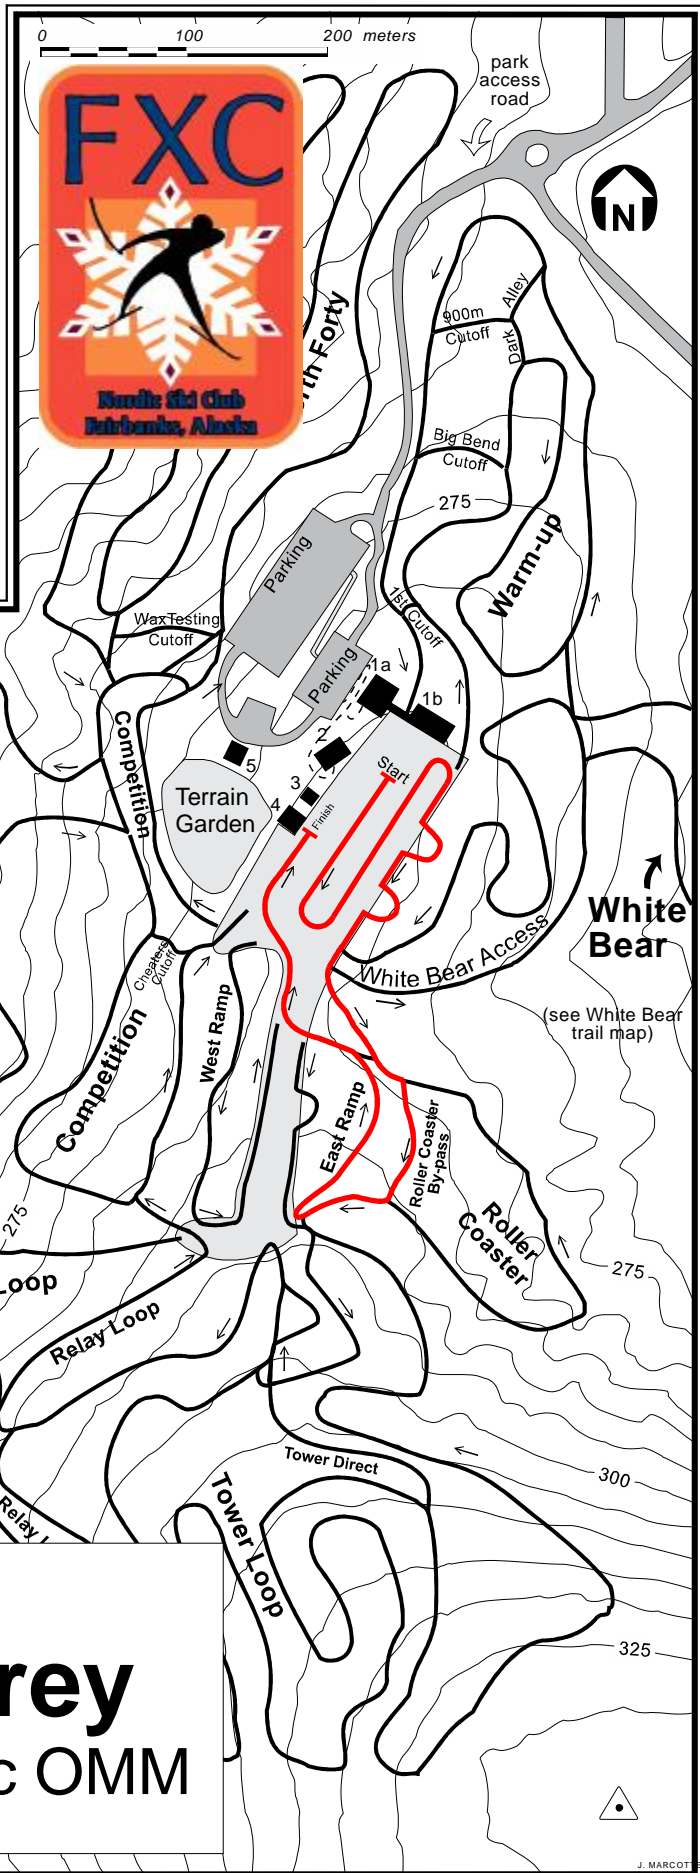 0 100 200 meters
FXC
Nordic Ski Club
Fairbanks, Alaska
park
access
road
N
rth Forty
900m
Cutoff
Dark Alley
Big Bend
Cutoff
275
Warm-up
Parking
1st Cutoff
WaxTesting
Cutoff
Parking
1a
1b
2
5
3
4
Start
Finish
Competition
Terrain
Garden
White
Bear
White Bear Access
Cheaters
Cutoff
(see White Bear
trail map)
West Ramp
Competition
East Ramp
Roller Coaster
By-pass
Roller
Coaster
275
275
Loop
Relay Loop
Tower Direct
300
Tower Loop
Relay L
325
rey
c OMM
J. MARCOT